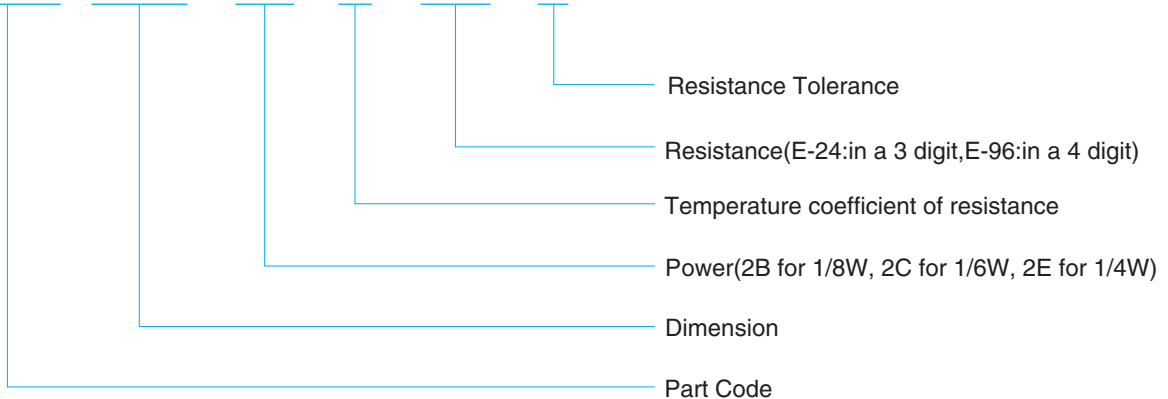 Resistance Tolerance
Resistance(E-24:in a 3 digit,E-96:in a 4 digit)
Temperature coefficient of resistance
Power(2B for 1/8W, 2C for 1/6W, 2E for 1/4W)
Dimension
Part Code